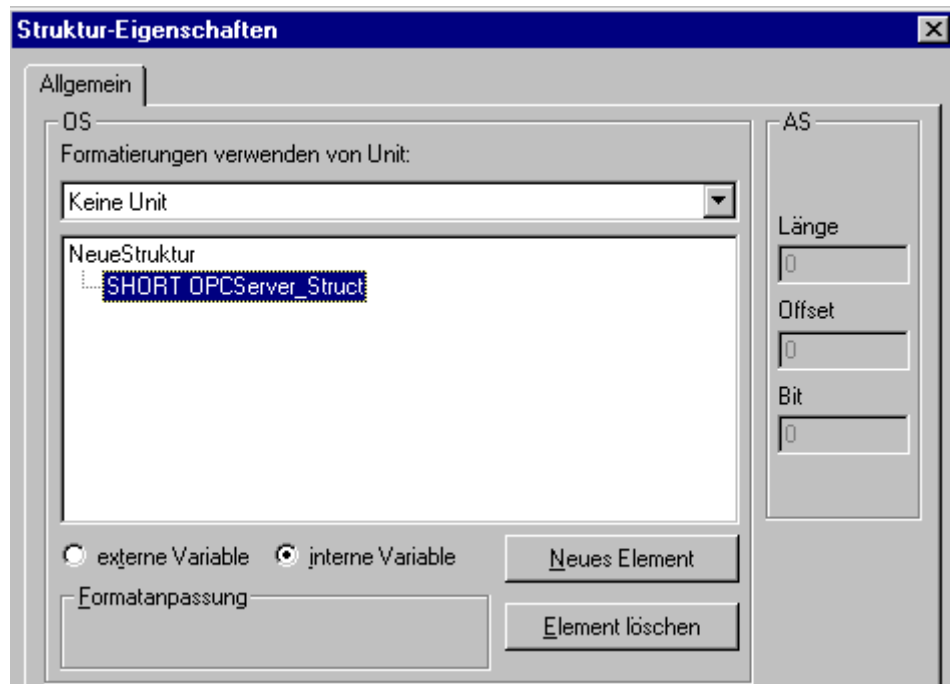 Struktur-Eigenschaften
Allgemein
OS
Formatierungen verwenden von Unit:
Keine Unit
NeueStruktur
SHORT OPCServer_Struct
externe Variable interne Variable
Neues Element
Formatanpassung
Element löschen
AS
Länge
0
Offset
0
Bit
0